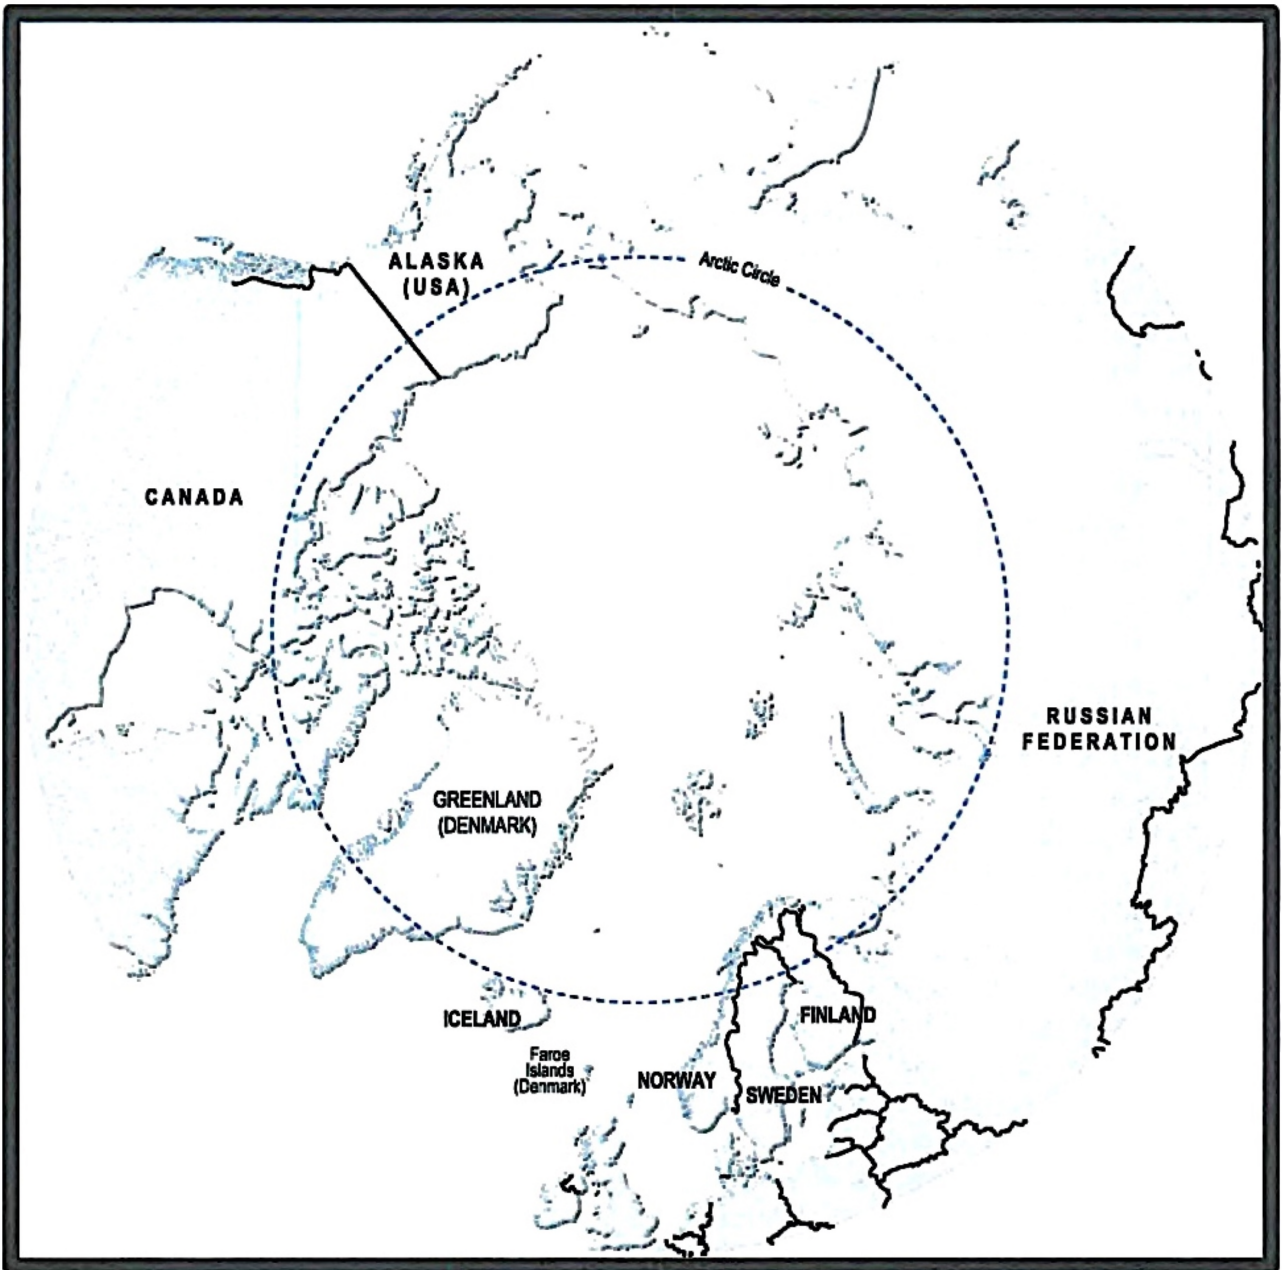 ALASKA
(USA)
Arctic Circle
CANADA
RUSSIAN
FEDERATION
GREENLAND
(DENMARK)
ICELAND
FINLAND
Faroe
Islands
(Denmark)
NORWAY
SWEDEN